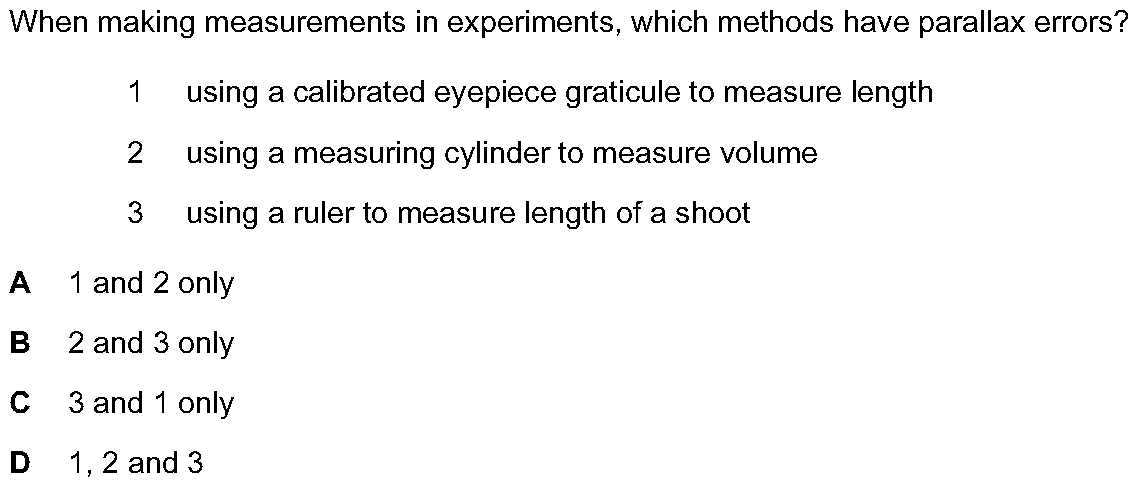 When making measurements in experiments, which methods have parallax errors?
1 using a calibrated eyepiece graticule to measure length
2 using a measuring cylinder to measure volume
3 using a ruler to measure length of a shoot
A 1 and 2 only
B 2 and 3 only
C 3 and 1 only
D 1, 2 and 3